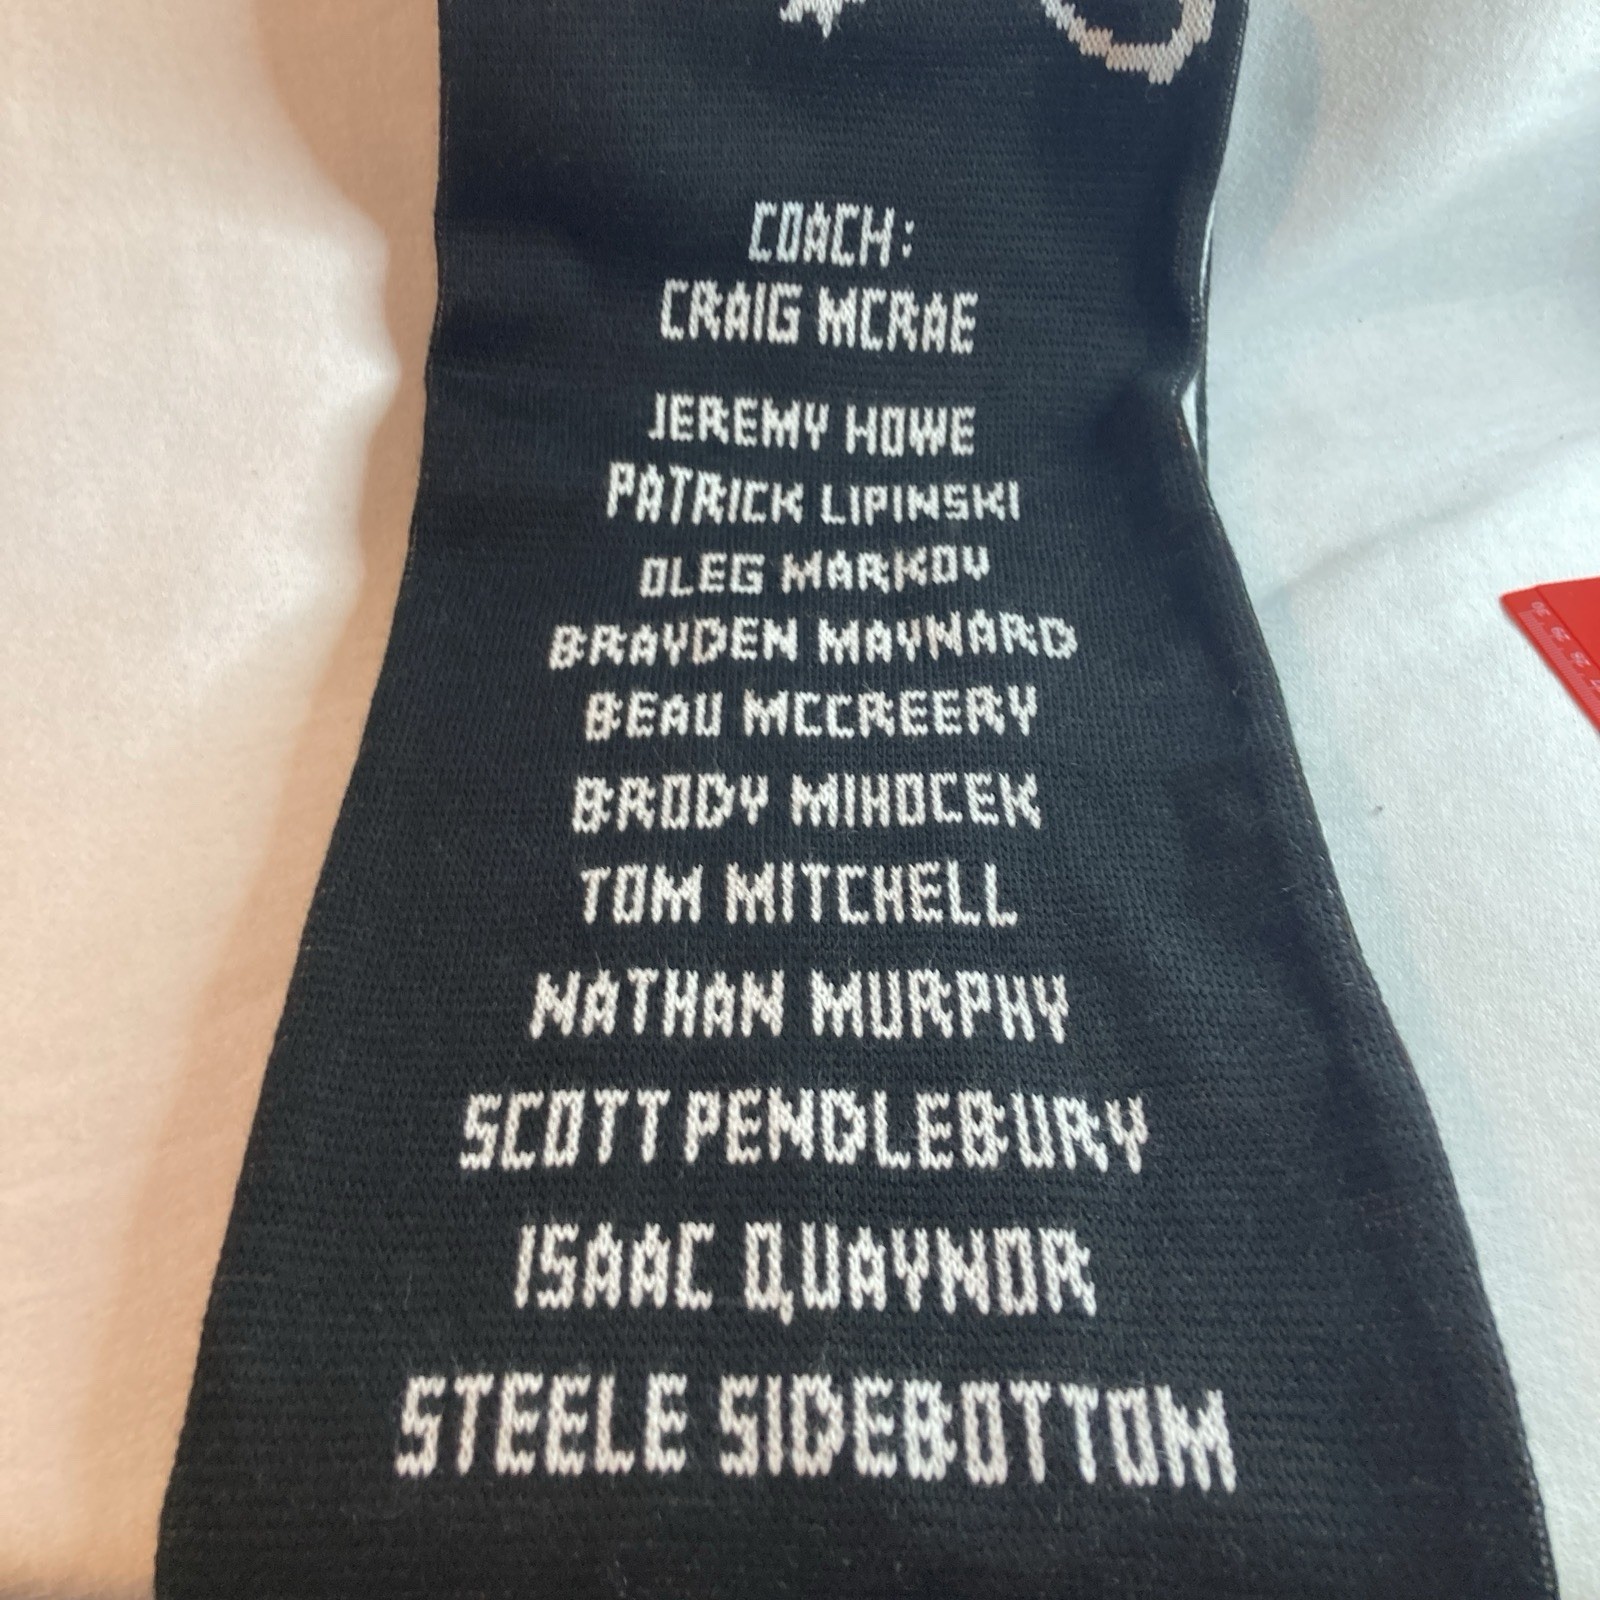 COACH:
CRAIG MCRAE
JEREMY HOWE
PATRICK LIPINSKI
OLEG MARKOV
BRAYDEN MAYNARD
BEAU MCCREERY
BRODY MIHOCEK
TOM MITCHELL
NATHAN MURPHY
SCOTT PENDLEBURY
ISAAC QUAYNOR
STEELE SIDEBOTTOM